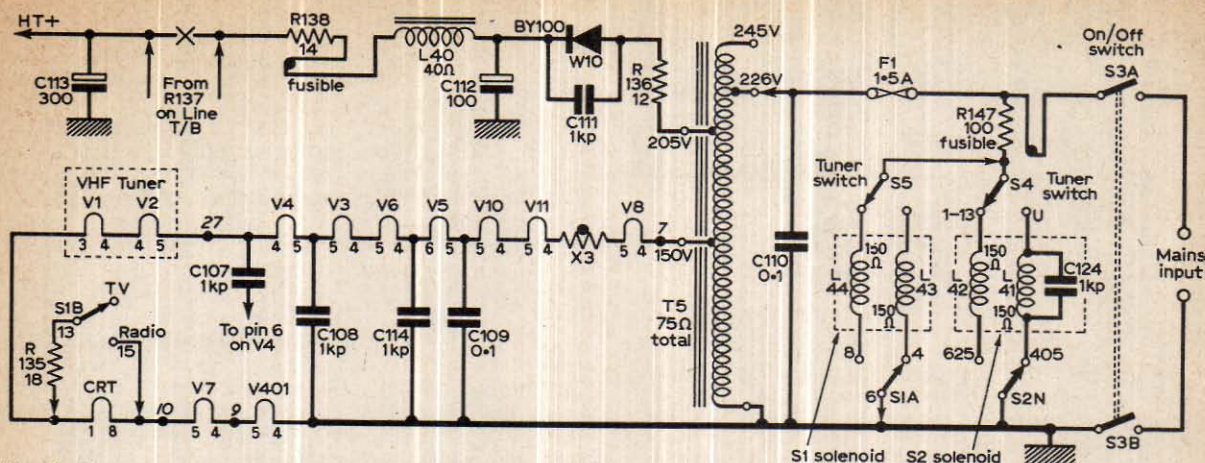 HT+
C113
300
From
R137
on Line
T/B
R138
14
fusible
L40
40Ω
C112
100
BY100
W10
C111
1kp
R
136
12
245V
226V
205V
150V
T5
75Ω
total
F1
1·5A
R147
100
fusible
On/Off
switch
S3A
Tuner
switch
S5
S4
Tuner
switch
1-13
U
C110
0·1
L
44
150
Ω
150
Ω
L
43
L
42
150
Ω
150
Ω
L
41
C124
1kp
8
4
6
S1A
625
405
S2N
Mains
input
S3B
S1 solenoid
S2 solenoid
VHF Tuner
V1
3 4
V2
4 5
27
V4
4 5
V3
4 5
V6
4 5
V5
6 5
V10
5 4
V11
5 4
X3
V8
5 4
7
C107
1kp
To pin 6
on V4
C108
1kp
C114
1kp
C109
0·1
S1B
13
TV
Radio
15
R
135
18
CRT
1 8
10
V7
5 4
9
V401
5 4